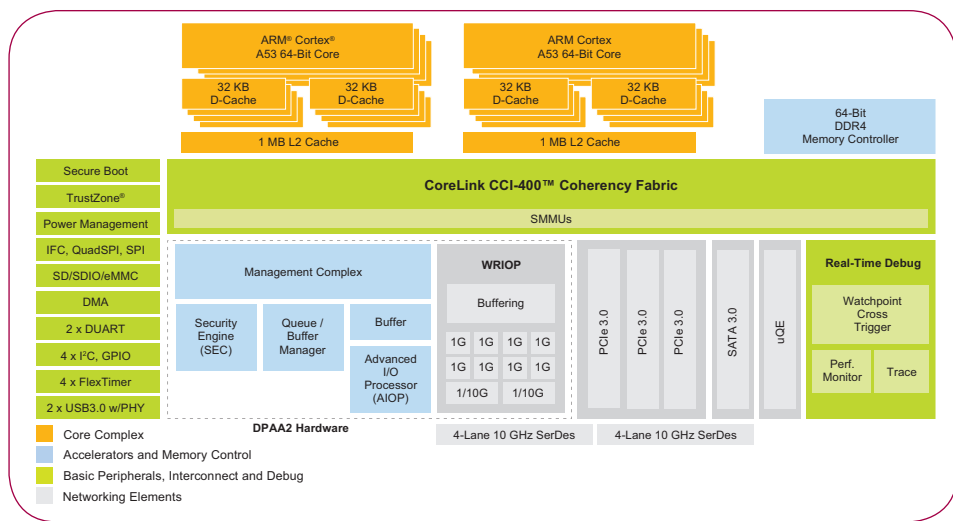 ARM® Cortex®
A53 64-Bit Core
32 KB
D-Cache
32 KB
D-Cache
1 MB L2 Cache
ARM Cortex
A53 64-Bit Core
32 KB
D-Cache
32 KB
D-Cache
1 MB L2 Cache
64-Bit
DDR4
Memory Controller
Secure Boot
TrustZone®
Power Management
IFC, QuadSPI, SPI
SD/SDIO/eMMC
DMA
2 x DUART
4 x I²C, GPIO
4 x FlexTimer
2 x USB3.0 w/PHY
CoreLink CCI-400™ Coherency Fabric
SMMUs
Management Complex
Security
Engine
(SEC)
Queue /
Buffer
Manager
Buffer
Advanced
I/O
Processor
(AIOP)
WRIOP
Buffering
1G 1G 1G 1G
1G 1G 1G 1G
1/10G 1/10G
DPAA2 Hardware
PCIe 3.0
PCIe 3.0
PCIe 3.0
SATA 3.0
uQE
Real-Time Debug
Watchpoint
Cross
Trigger
Perf.
Monitor
Trace
4-Lane 10 GHz SerDes
4-Lane 10 GHz SerDes
Core Complex
Accelerators and Memory Control
Basic Peripherals, Interconnect and Debug
Networking Elements